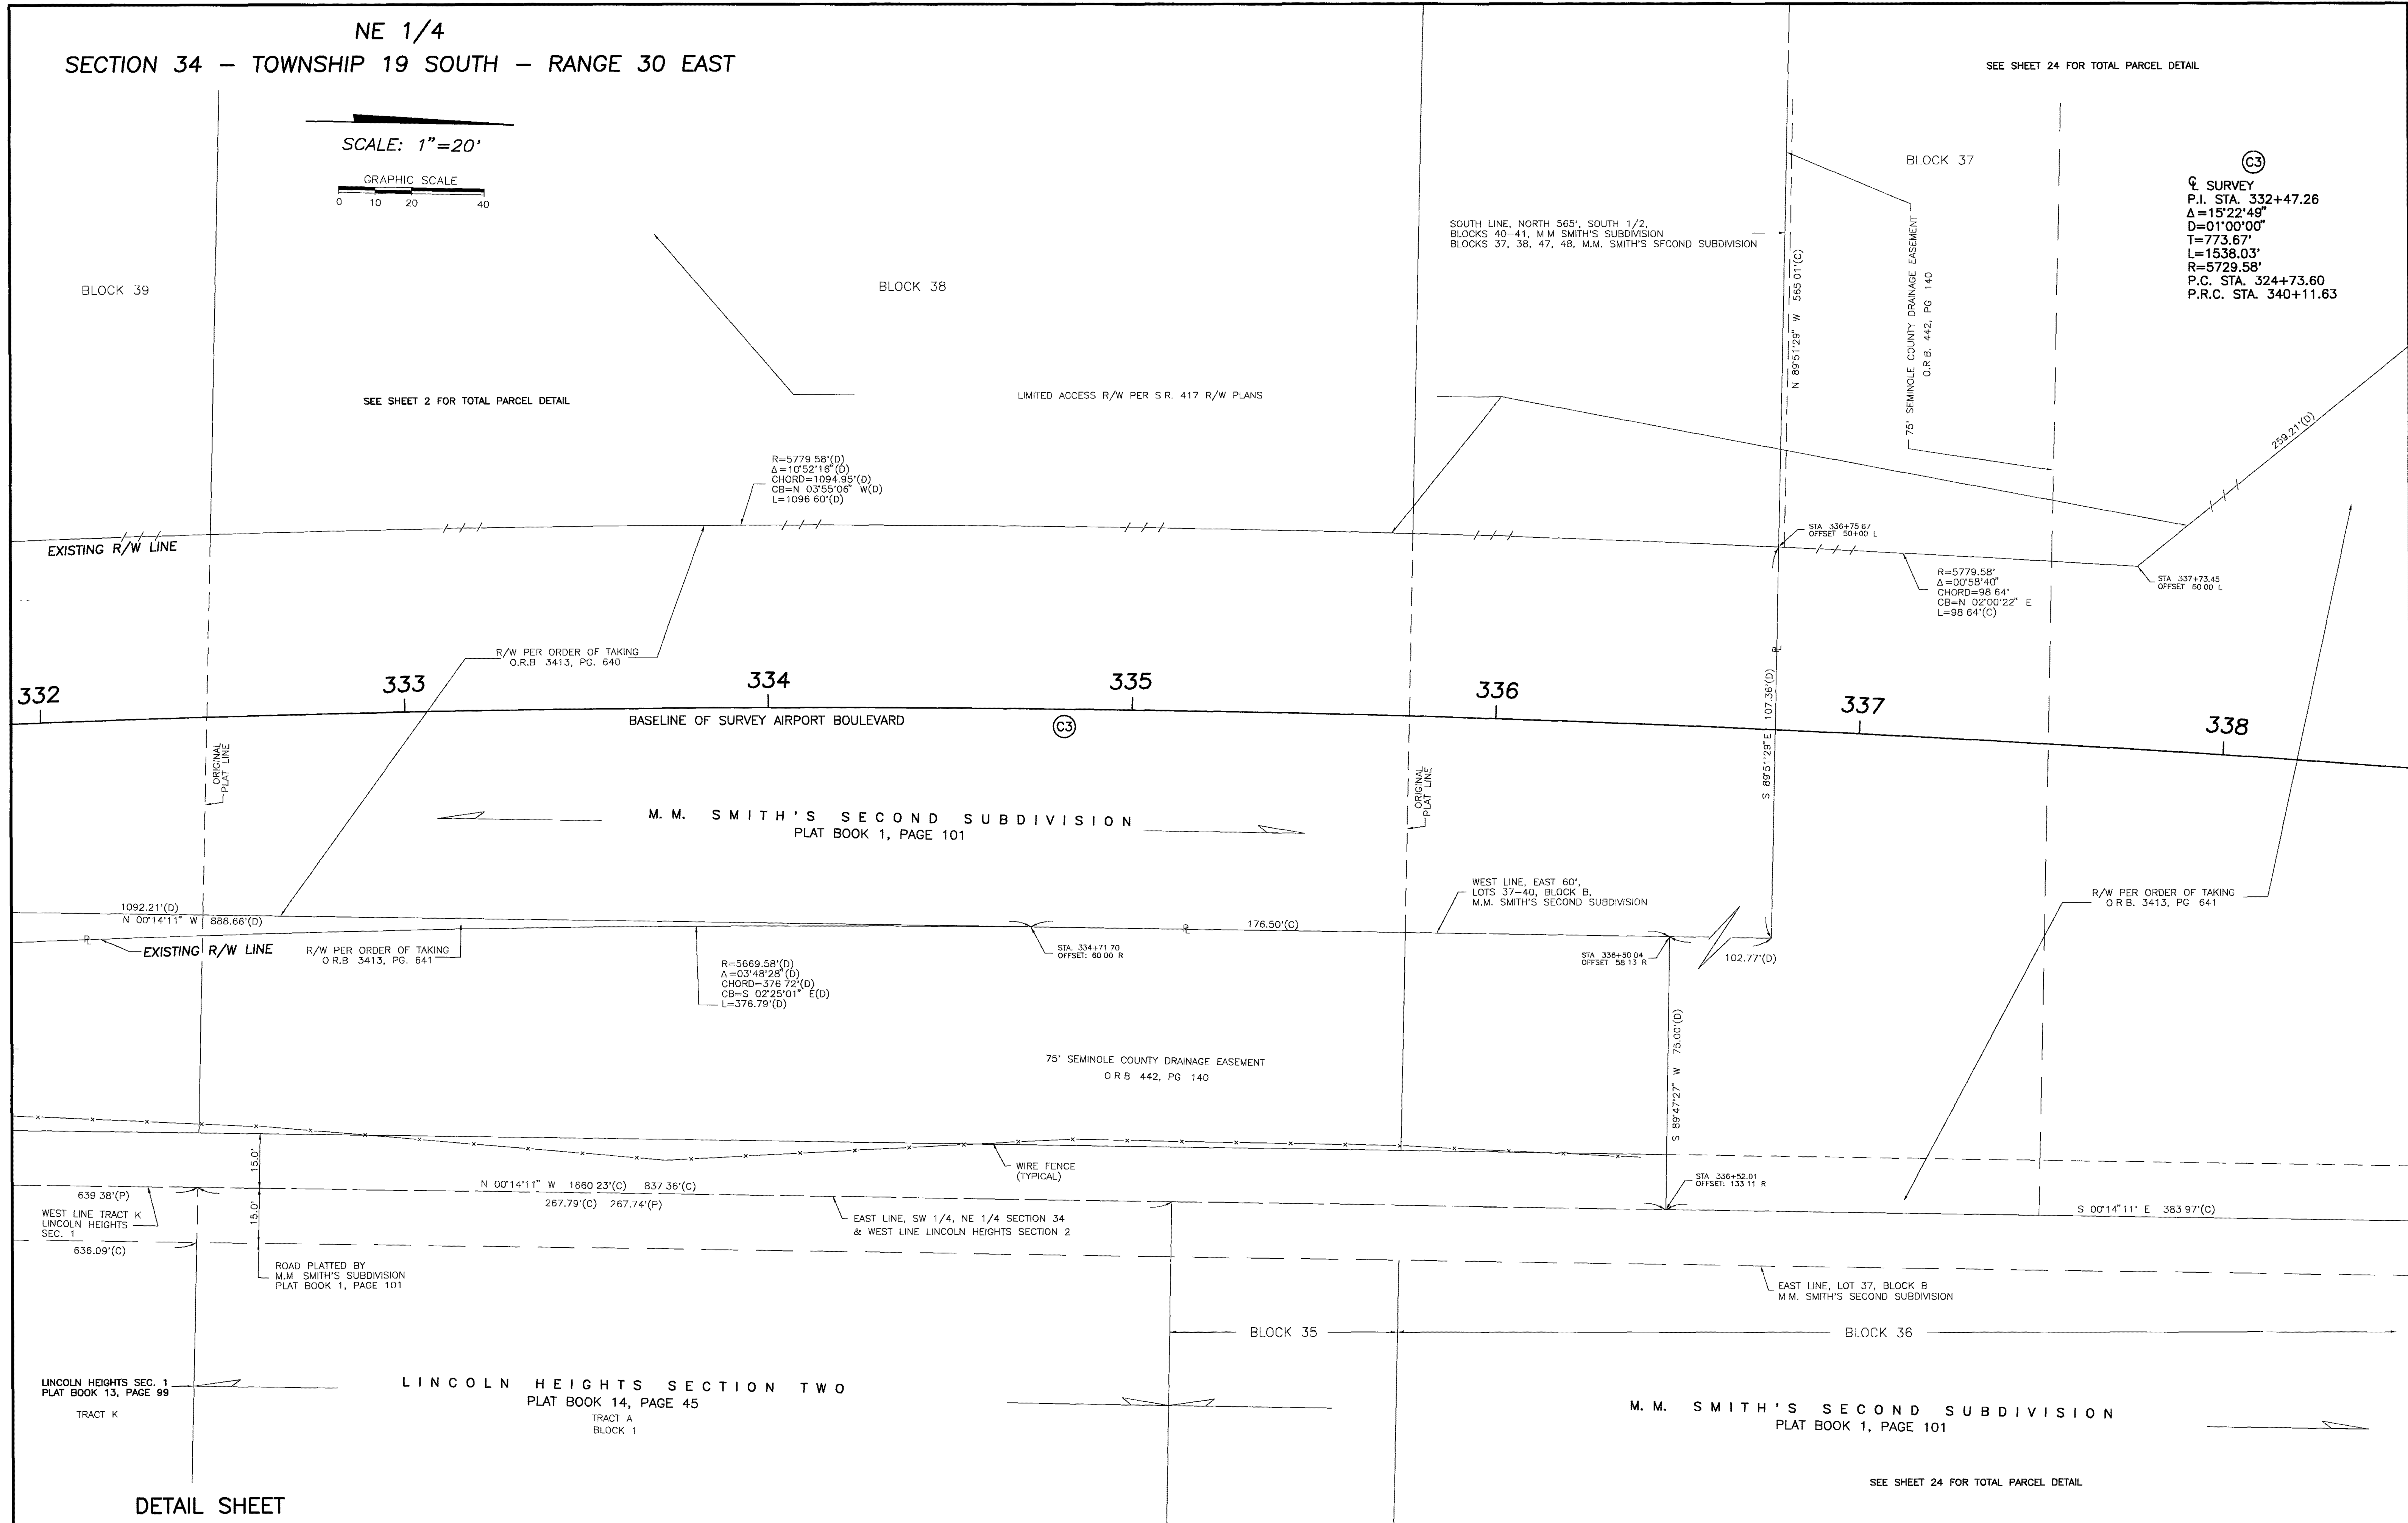 NE 1/4
SECTION 34 – TOWNSHIP 19 SOUTH – RANGE 30 EAST
SCALE: 1"=20'
GRAPHIC SCALE
0 10 20 40
SEE SHEET 24 FOR TOTAL PARCEL DETAIL
BLOCK 39
BLOCK 38
BLOCK 37
SOUTH LINE, NORTH 565', SOUTH 1/2,
BLOCKS 40-41, M M SMITH'S SUBDIVISION
BLOCKS 37, 38, 47, 48, M.M. SMITH'S SECOND SUBDIVISION
N 89°51'29" W 565 01'(C)
75' SEMINOLE COUNTY DRAINAGE EASEMENT
O.R B. 442, PG 140
C3
℄ SURVEY
P.I. STA. 332+47.26
Δ=15°22'49"
D=01°00'00"
T=773.67'
L=1538.03'
R=5729.58'
P.C. STA. 324+73.60
P.R.C. STA. 340+11.63
SEE SHEET 2 FOR TOTAL PARCEL DETAIL
LIMITED ACCESS R/W PER S R. 417 R/W PLANS
259.21'(D)
R=5779 58'(D)
Δ=10°52'16"(D)
CHORD=1094.95'(D)
CB=N 03°55'06" W(D)
L=1096 60'(D)
EXISTING R/W LINE
STA 336+75 67
OFFSET 50+00 L
R=5779.58'
Δ=00°58'40"
CHORD=98 64'
CB=N 02°00'22" E
L=98 64'(C)
STA 337+73.45
OFFSET 50 00 L
R/W PER ORDER OF TAKING
O.R.B 3413, PG. 640
332 333 334 335 336 337 338
BASELINE OF SURVEY AIRPORT BOULEVARD
C3
S 89°51'29" E 107.36'(D)
PL
ORIGINAL
PLAT LINE
ORIGINAL
PLAT LINE
M. M. SMITH'S SECOND SUBDIVISION
PLAT BOOK 1, PAGE 101
WEST LINE, EAST 60',
LOTS 37-40, BLOCK B,
M.M. SMITH'S SECOND SUBDIVISION
R/W PER ORDER OF TAKING
O R B. 3413, PG 641
1092.21'(D)
N 00°14'11" W 888.66'(D)
PL
EXISTING R/W LINE
R/W PER ORDER OF TAKING
O R.B 3413, PG. 641
R=5669.58'(D)
Δ=03°48'28"(D)
CHORD=376 72'(D)
CB=S 02°25'01" E(D)
L=376.79'(D)
STA. 334+71 70
OFFSET: 60 00 R
PL
176.50'(C)
STA 336+50 04
OFFSET 58 13 R
102.77'(D)
75' SEMINOLE COUNTY DRAINAGE EASEMENT
O R B 442, PG 140
S 89°47'27" W 75.00'(D)
WIRE FENCE
(TYPICAL)
STA 336+52.01
OFFSET: 133 11 R
15.0'
15.0'
639 38'(P)
WEST LINE TRACT K
LINCOLN HEIGHTS
SEC. 1
636.09'(C)
N 00°14'11" W 1660 23'(C) 837 36'(C)
267.79'(C) 267.74'(P)
EAST LINE, SW 1/4, NE 1/4 SECTION 34
& WEST LINE LINCOLN HEIGHTS SECTION 2
S 00°14"11' E 383 97'(C)
ROAD PLATTED BY
M.M SMITH'S SUBDIVISION
PLAT BOOK 1, PAGE 101
EAST LINE, LOT 37, BLOCK B
M M. SMITH'S SECOND SUBDIVISION
BLOCK 35
BLOCK 36
LINCOLN HEIGHTS SEC. 1
PLAT BOOK 13, PAGE 99
TRACT K
LINCOLN HEIGHTS SECTION TWO
PLAT BOOK 14, PAGE 45
TRACT A
BLOCK 1
M. M. SMITH'S SECOND SUBDIVISION
PLAT BOOK 1, PAGE 101
SEE SHEET 24 FOR TOTAL PARCEL DETAIL
DETAIL SHEET